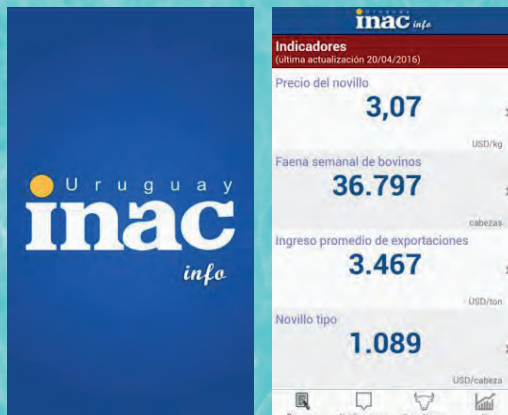 Uruguay
inac
info
Uruguay
inac info
Indicadores
(última actualización 20/04/2016)
Precio del novillo
3,07
USD/kg
Faena semanal de bovinos
36.797
cabezas
Ingreso promedio de exportaciones
3.467
USD/ton
Novillo tipo
1.089
USD/cabeza